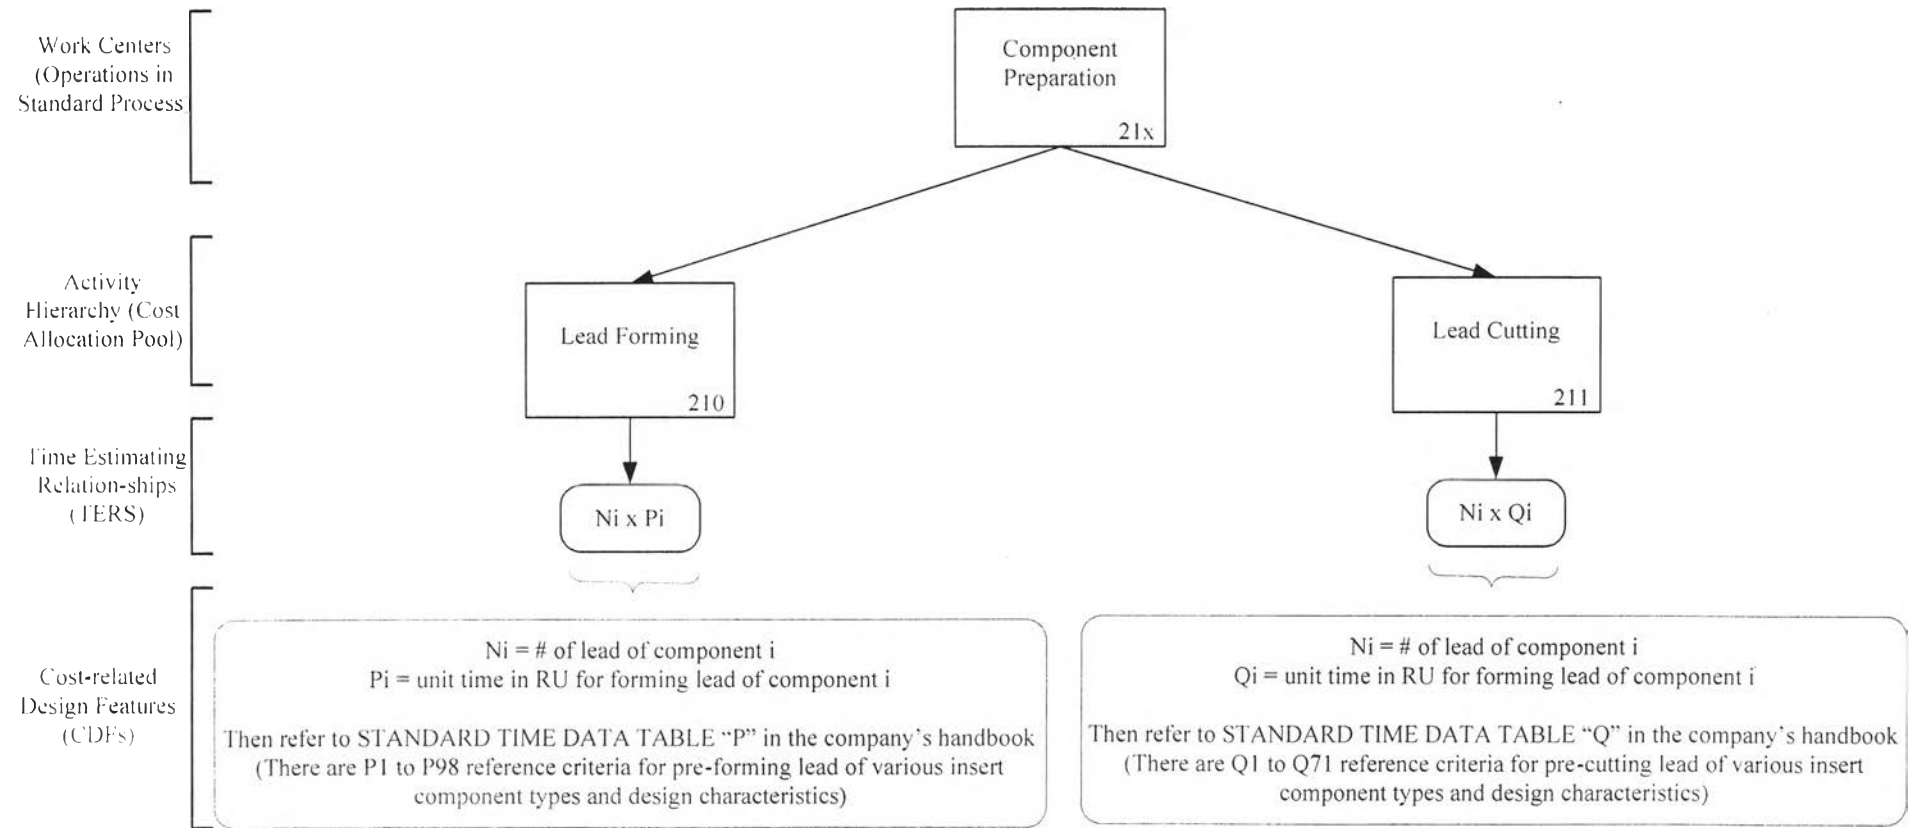 Work Centers
(Operations in
Standard Process
Component
Preparation
21x
Activity
Hierarchy (Cost
Allocation Pool)
Lead Forming
210
Lead Cutting
211
Time Estimating
Relation-ships
(TERS)
Ni x Pi
Ni x Qi
Cost-related
Design Features
(CDFs)
Ni = # of lead of component i
Pi = unit time in RU for forming lead of component i
Then refer to STANDARD TIME DATA TABLE “P” in the company’s handbook
(There are P1 to P98 reference criteria for pre-forming lead of various insert
component types and design characteristics)
Ni = # of lead of component i
Qi = unit time in RU for forming lead of component i
Then refer to STANDARD TIME DATA TABLE “Q” in the company’s handbook
(There are Q1 to Q71 reference criteria for pre-cutting lead of various insert
component types and design characteristics)